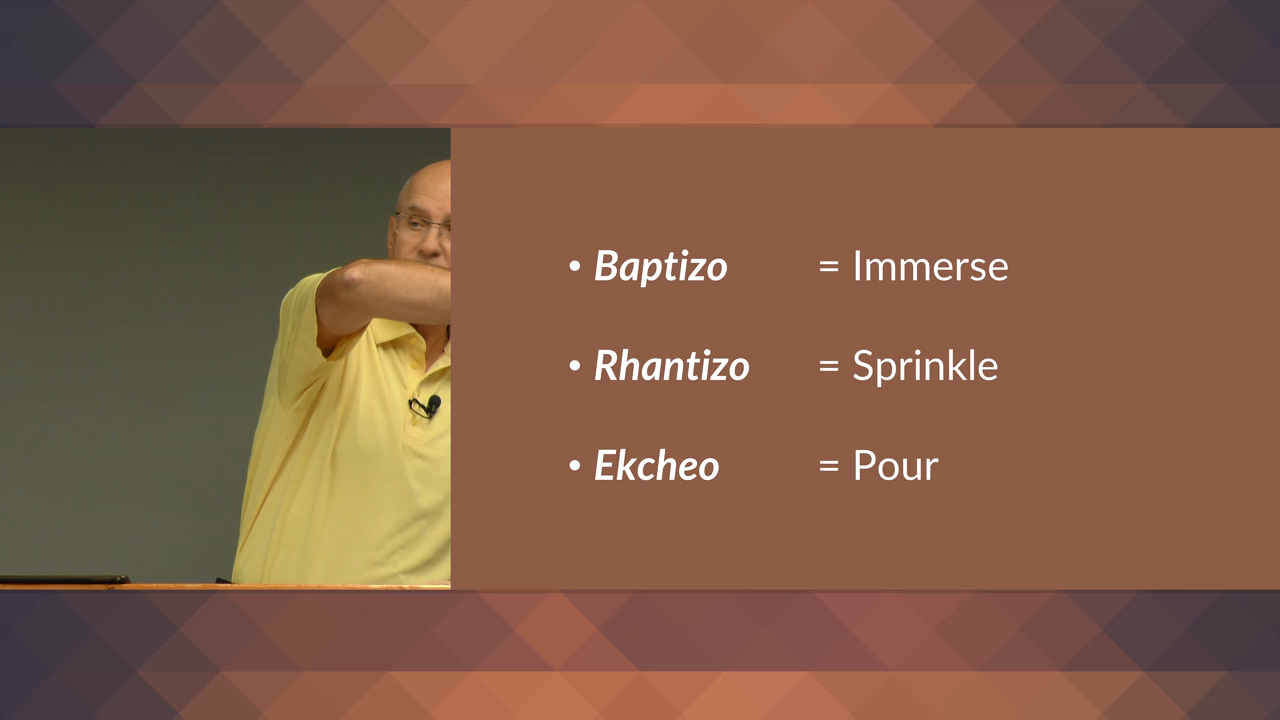 • Baptizo = Immerse
• Rhantizo = Sprinkle
• Ekcheo = Pour